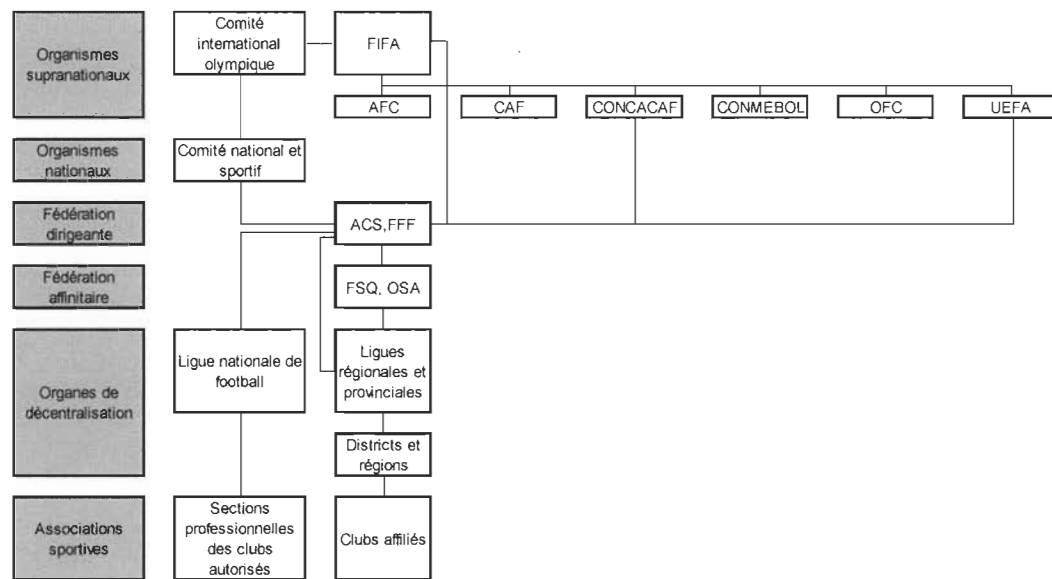 Organismes
supranationaux
Comité
international
olympique
FIFA
AFC
CAF
CONCACAF
CONMEBOL
OFC
UEFA
Organismes
nationaux
Comité national et
sportif
Fédération
dirigeante
ACS,FFF
Fédération
affinitaire
FSQ, OSA
Organes de
décentralisation
Ligue nationale de
football
Ligues
régionales et
provinciales
Districts et
régions
Associations
sportives
Sections
professionnelles
des clubs
autorisés
Clubs affiliés